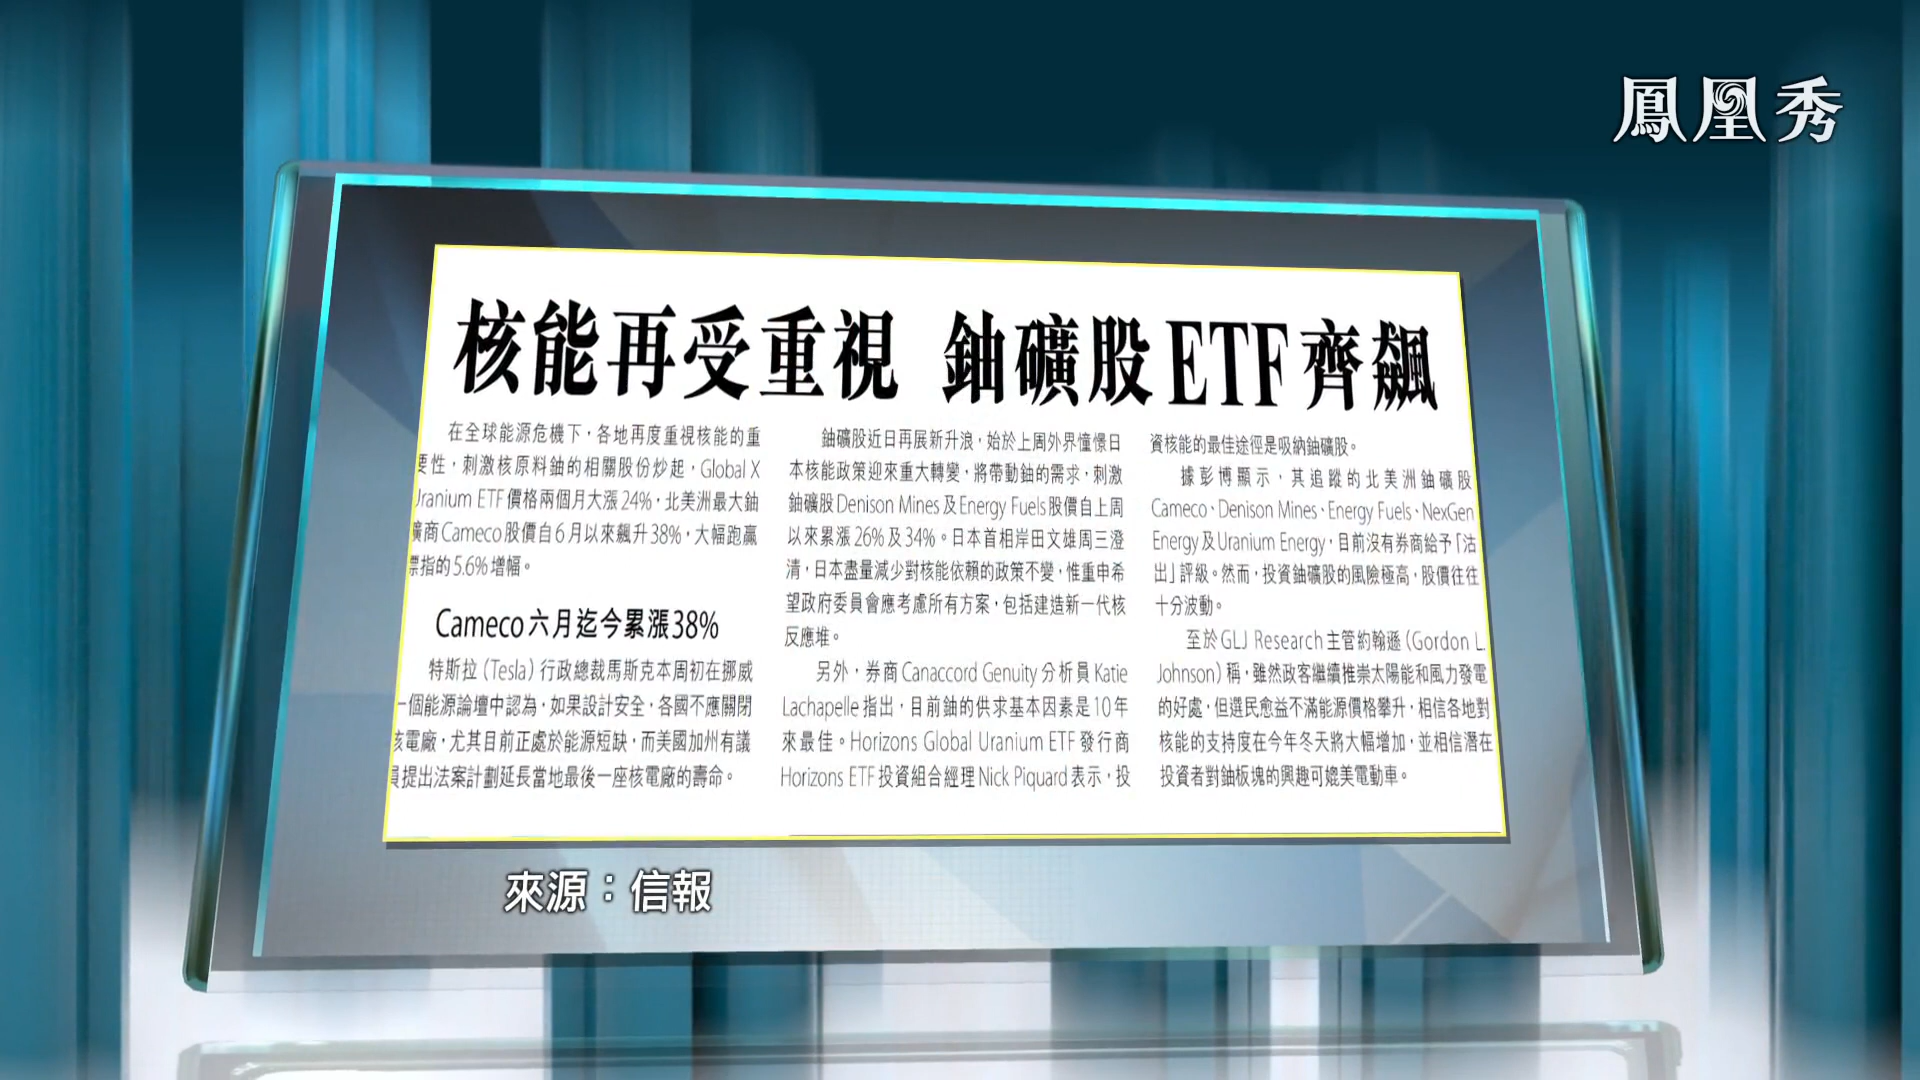 鳳凰秀
核能再受重視 鈾礦股ETF齊飆
在全球能源危機下，各地再度重視核能的重
要性，刺激核原料鈾的相關股份炒起，Global X
Uranium ETF價格兩個月大漲24%，北美洲最大鈾
礦商Cameco股價自6月以來飆升38%，大幅跑贏
標指的5.6%增幅。
Cameco六月迄今累漲38%
特斯拉（Tesla）行政總裁馬斯克本周初在挪威
一個能源論壇中認為，如果設計安全，各國不應關閉
核電廠，尤其目前正處於能源短缺，而美國加州有議
員提出法案計劃延長當地最後一座核電廠的壽命。
鈾礦股近日再展新升浪，始於上周外界憧憬日
本核能政策迎來重大轉變，將帶動鈾的需求，刺激
鈾礦股Denison Mines及Energy Fuels股價自上周
以來累漲26%及34%。日本首相岸田文雄周三澄
清，日本盡量減少對核能依賴的政策不變，惟重申希
望政府委員會應考慮所有方案，包括建造新一代核
反應堆。
另外，券商Canaccord Genuity分析員Katie
Lachapelle指出，目前鈾的供求基本因素是10年
來最佳。Horizons Global Uranium ETF發行商
Horizons ETF投資組合經理Nick Piquard表示，投
資核能的最佳途徑是吸納鈾礦股。
據彭博顯示，其追蹤的北美洲鈾礦股
Cameco、Denison Mines、Energy Fuels、NexGen
Energy及Uranium Energy，目前沒有券商給予「沽
出」評級。然而，投資鈾礦股的風險極高，股價往往
十分波動。
至於GLJ Research主管約翰遜（Gordon L.
Johnson）稱，雖然政客繼續推崇太陽能和風力發電
的好處，但選民愈益不滿能源價格攀升，相信各地對
核能的支持度在今年冬天將大幅增加，並相信潛在
投資者對鈾板塊的興趣可媲美電動車。
來源：信報